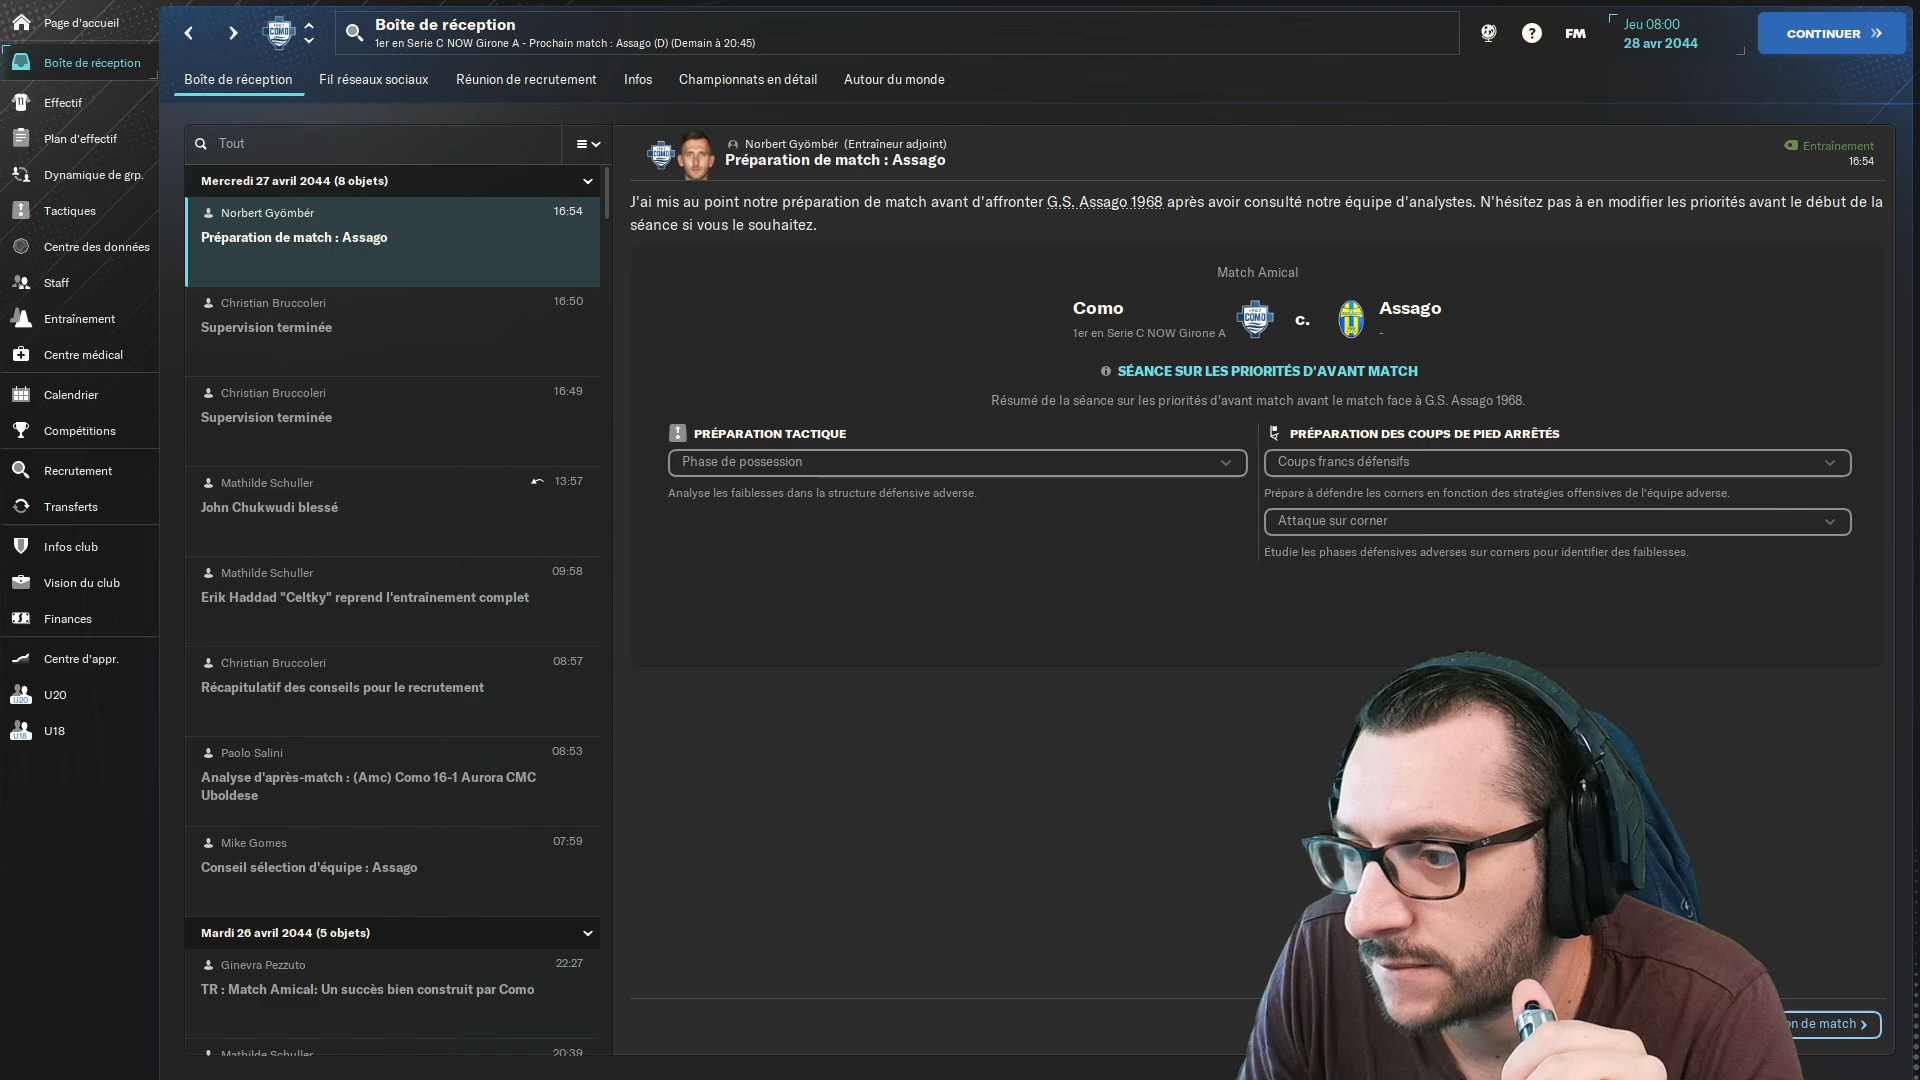 Page d'accueil
Boîte de réception
Effectif
Plan d'effectif
Dynamique de grp.
Tactiques
Centre des données
Staff
Entraînement
Centre médical
Calendrier
Compétitions
Recrutement
Transferts
Infos club
Vision du club
Finances
Centre d'appr.
U20
U18
Boîte de réception
1er en Serie C NOW Girone A - Prochain match : Assago (D) (Demain à 20:45)
FM
Jeu 08:00
28 avr 2044
CONTINUER
Boîte de réception Fil réseaux sociaux Réunion de recrutement Infos Championnats en détail Autour du monde
Tout
Mercredi 27 avril 2044 (8 objets)
Norbert Gyömbér 16:54
Préparation de match : Assago
Christian Bruccoleri 16:50
Supervision terminée
Christian Bruccoleri 16:49
Supervision terminée
Mathilde Schuller 13:57
John Chukwudi blessé
Mathilde Schuller 09:58
Erik Haddad "Celtky" reprend l'entraînement complet
Christian Bruccoleri 08:57
Récapitulatif des conseils pour le recrutement
Paolo Salini 08:53
Analyse d'après-match : (Amc) Como 16-1 Aurora CMC
Uboldese
Mike Gomes 07:59
Conseil sélection d'équipe : Assago
Mardi 26 avril 2044 (5 objets)
Ginevra Pezzuto 22:27
TR : Match Amical: Un succès bien construit par Como
Mathilde Schuller 20:39
Norbert Gyömbér (Entraîneur adjoint)
Préparation de match : Assago
Entraînement
16:54
J'ai mis au point notre préparation de match avant d'affronter G.S. Assago 1968 après avoir consulté notre équipe d'analystes. N'hésitez pas à en modifier les priorités avant le début de la
séance si vous le souhaitez.
Match Amical
Como
1er en Serie C NOW Girone A
COMO
c.
Assago
-
SÉANCE SUR LES PRIORITÉS D'AVANT MATCH
Résumé de la séance sur les priorités d'avant match avant le match face à G.S. Assago 1968.
PRÉPARATION TACTIQUE
Phase de possession
Analyse les faiblesses dans la structure défensive adverse.
PRÉPARATION DES COUPS DE PIED ARRÊTÉS
Coups francs défensifs
Prépare à défendre les corners en fonction des stratégies offensives de l'équipe adverse.
Attaque sur corner
Étudie les phases défensives adverses sur corners pour identifier des faiblesses.
on de match